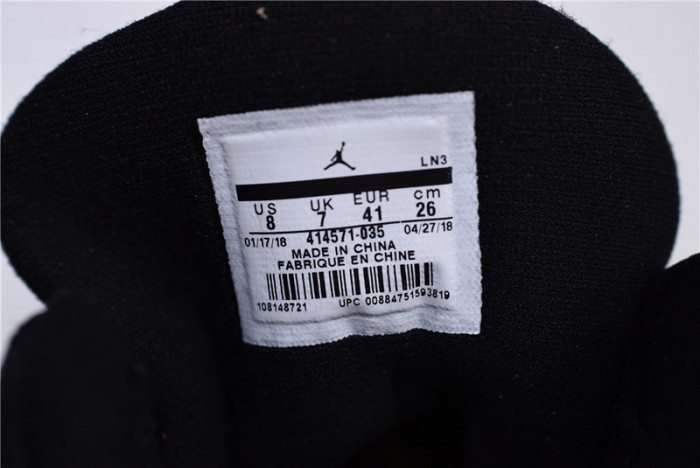 LN3
US UK EUR cm
8 7 41 26
01/17/18 414571-035 04/27/18
MADE IN CHINA
FABRIQUE EN CHINE
108148721 UPC 00884751593819